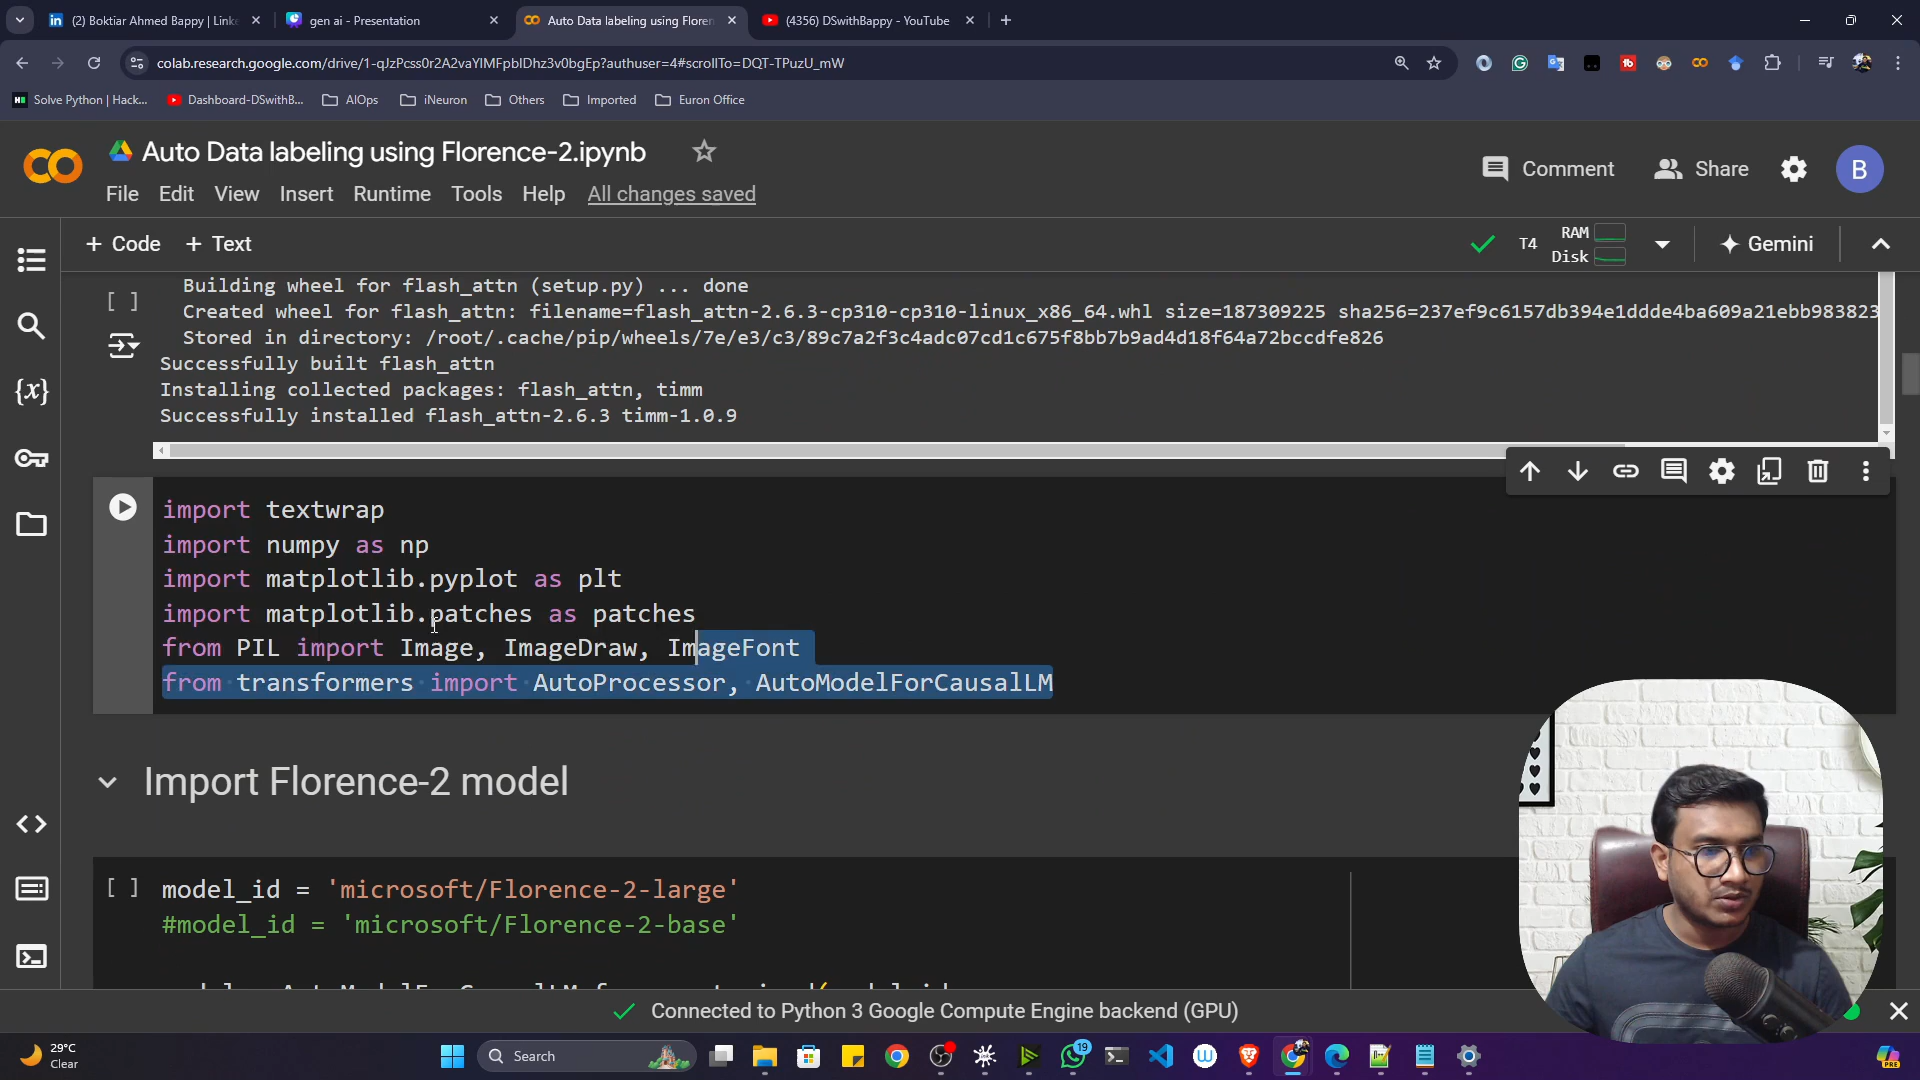 (2) Boktiar Ahmed Bappy | Linke
gen ai - Presentation
Auto Data labeling using Floren
(4356) DSwithBappy - YouTube
colab.research.google.com/drive/1-qJzPcss0r2A2vaYlMFpbIDhz3v0bgEp?authuser=4#scrollTo=DQT-TPuzU_mW
Solve Python | Hack...
Dashboard-DSwithB...
AIOps
iNeuron
Others
Imported
Euron Office
Auto Data labeling using Florence-2.ipynb
Comment
Share
B
File Edit View Insert Runtime Tools Help All changes saved
+ Code + Text
T4
RAM
Disk
Gemini
[ ]
Building wheel for flash_attn (setup.py) ... done
Created wheel for flash_attn: filename=flash_attn-2.6.3-cp310-cp310-linux_x86_64.whl size=187309225 sha256=237ef9c6157db394e1ddde4ba609a21ebb983823
Stored in directory: /root/.cache/pip/wheels/7e/e3/c3/89c7a2f3c4adc07cd1c675f8bb7b9ad4d18f64a72bccdfe826
Successfully built flash_attn
Installing collected packages: flash_attn, timm
Successfully installed flash_attn-2.6.3 timm-1.0.9
import textwrap
import numpy as np
import matplotlib.pyplot as plt
import matplotlib.patches as patches
from PIL import Image, ImageDraw, ImageFont
from transformers import AutoProcessor, AutoModelForCausalLM
Import Florence-2 model
[ ] model_id = 'microsoft/Florence-2-large'
#model_id = 'microsoft/Florence-2-base'
Connected to Python 3 Google Compute Engine backend (GPU)
29°C
Clear
Search
19